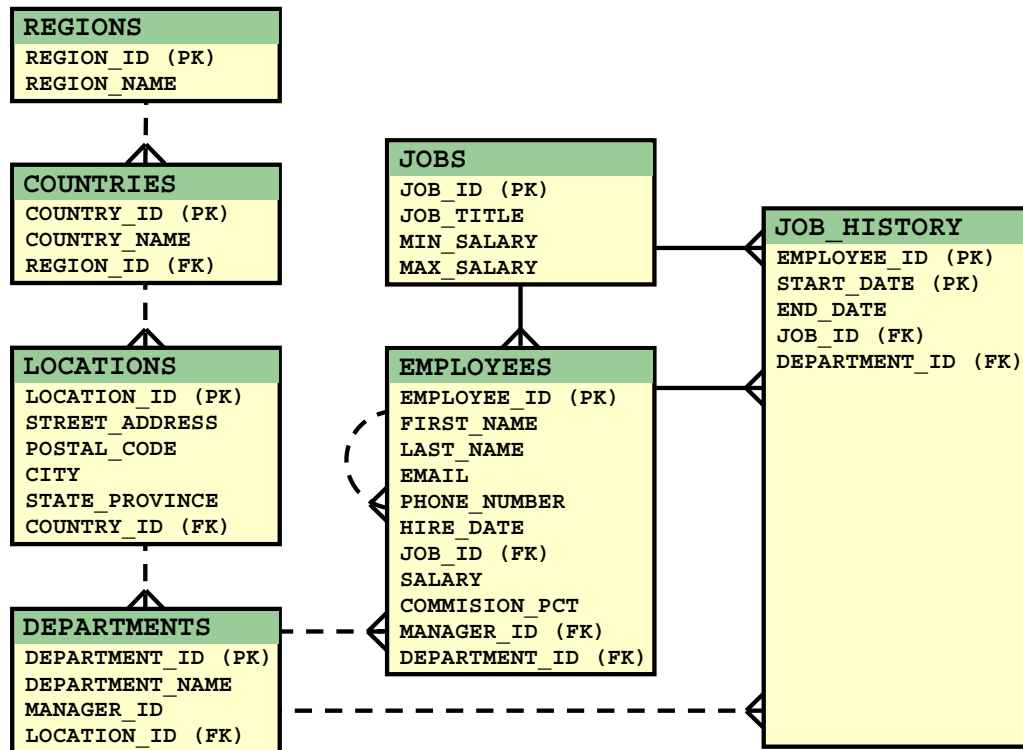 REGIONS
REGION_ID (PK)
REGION_NAME
COUNTRIES
COUNTRY_ID (PK)
COUNTRY_NAME
REGION_ID (FK)
LOCATIONS
LOCATION_ID (PK)
STREET_ADDRESS
POSTAL_CODE
CITY
STATE_PROVINCE
COUNTRY_ID (FK)
DEPARTMENTS
DEPARTMENT_ID (PK)
DEPARTMENT_NAME
MANAGER_ID
LOCATION_ID (FK)
JOBS
JOB_ID (PK)
JOB_TITLE
MIN_SALARY
MAX_SALARY
EMPLOYEES
EMPLOYEE_ID (PK)
FIRST_NAME
LAST_NAME
EMAIL
PHONE_NUMBER
HIRE_DATE
JOB_ID (FK)
SALARY
COMMISION_PCT
MANAGER_ID (FK)
DEPARTMENT_ID (FK)
JOB_HISTORY
EMPLOYEE_ID (PK)
START_DATE (PK)
END_DATE
JOB_ID (FK)
DEPARTMENT_ID (FK)